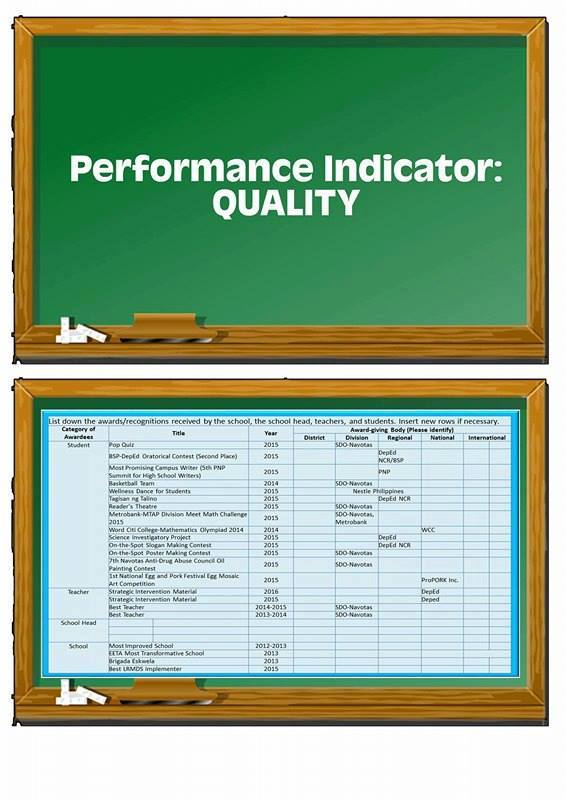 Performance Indicator:
QUALITY
List down the awards/recognitions received by the school, the school head, teachers, and students. Insert new rows if necessary.
Category of Awardees Title Year Award-giving Body (Please identify)
District Division Regional National International
Student Pop Quiz 2015 SDO-Navotas
BSP-DepEd Oratorical Contest (Second Place) 2015 DepEd NCR/BSP
Most Promising Campus Writer (5th PNP Summit for High School Writers) 2015 PNP
Basketball Team 2014 SDO-Navotas
Wellness Dance for Students 2015 Nestle Philippines
Tagisan ng Talino 2015 DepEd NCR
Reader's Theatre 2015 SDO-Navotas
Metrobank-MTAP Division Meet Math Challenge 2015 2015 SDO-Navotas, Metrobank
Word Citi College-Mathematics Olympiad 2014 2014 WCC
Science Investigatory Project 2015 DepEd
On-the-Spot Slogan Making Contest 2015 DepEd NCR
On-the-Spot Poster Making Contest 2015 SDO-Navotas
7th Navotas Anti-Drug Abuse Council Oil Painting Contest 2015 SDO-Navotas
1st National Egg and Pork Festival Egg Mosaic Art Competition 2015 ProPORK Inc.
Teacher Strategic Intervention Material 2016 DepEd
Strategic Intervention Material 2015 Deped
Best Teacher 2014-2015 SDO-Navotas
Best Teacher 2013-2014 SDO-Navotas
School Head
School Most Improved School 2012-2013
EETA Most Transformative School 2013
Brigada Eskwela 2013
Best LRMDS Implementer 2015